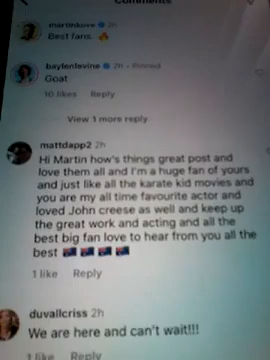 Comments
martinkove 2h
Best fans. 🔥
baylenlevine 2h • Pinned
Goat
10 likes Reply
View 1 more reply
mattdapp2 2h
Hi Martin how's things great post and
love them all and I'm a huge fan of yours
and just like all the karate kid movies and
you are my all time favourite actor and
loved John creese as well and keep up
the great work and acting and all the
best big fan love to hear from you all the
best 🇦🇺 🇦🇺 🇦🇺 🇦🇺
1 like Reply
duvallcriss 2h
We are here and can't wait!!!
1 like Reply